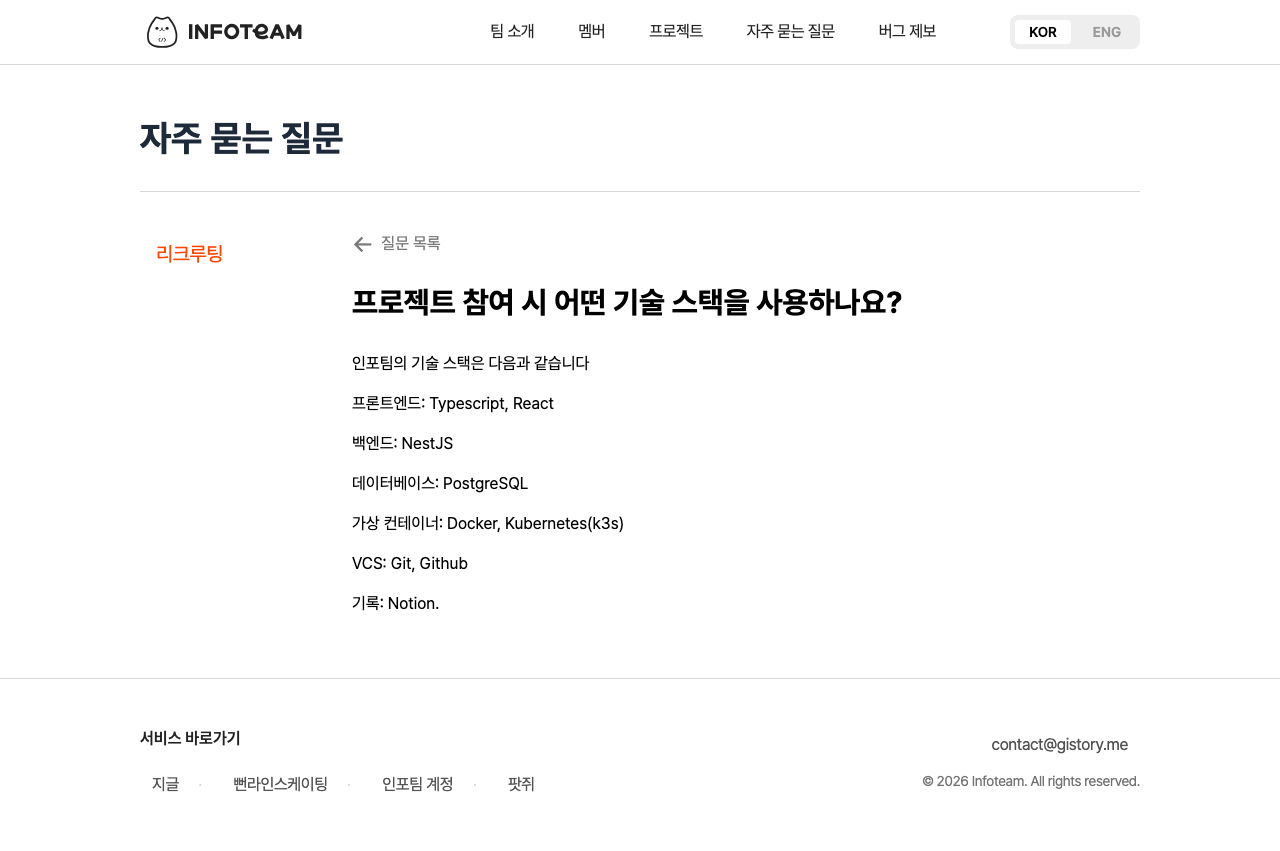 INFOTEAM
팀 소개
멤버
프로젝트
자주 묻는 질문
버그 제보
KOR
ENG
자주 묻는 질문
리크루팅
← 질문 목록
프로젝트 참여 시 어떤 기술 스택을 사용하나요?
인포팀의 기술 스택은 다음과 같습니다
프론트엔드: Typescript, React
백엔드: NestJS
데이터베이스: PostgreSQL
가상 컨테이너: Docker, Kubernetes(k3s)
VCS: Git, Github
기록: Notion.
서비스 바로가기
지글 · 뻔라인스케이팅 · 인포팀 계정 · 팟쥐
contact@gistory.me
© 2026 Infoteam. All rights reserved.